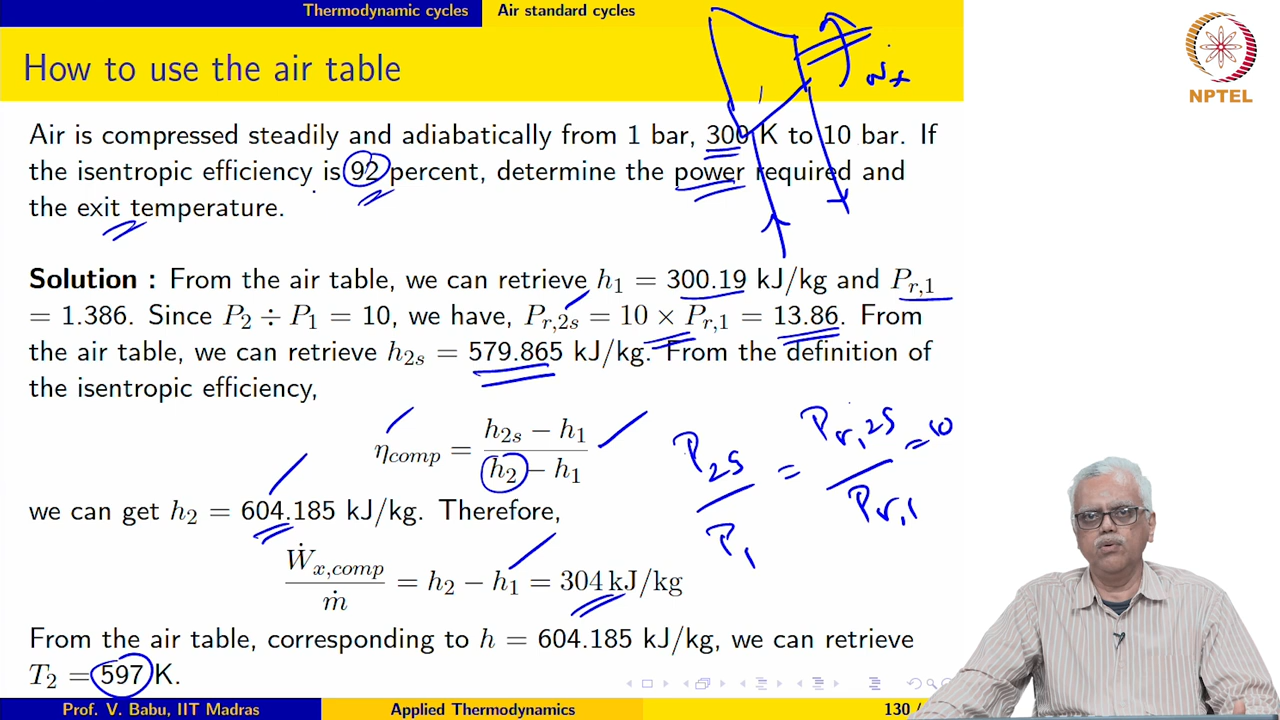 Thermodynamic cycles Air standard cycles
How to use the air table
NPTEL
Ẇx
Air is compressed steadily and adiabatically from 1 bar, 300 K to 10 bar. If
the isentropic efficiency is 92 percent, determine the power required and
the exit temperature.
Solution : From the air table, we can retrieve h1 = 300.19 kJ/kg and Pr,1
= 1.386. Since P2 ÷ P1 = 10, we have, Pr,2s = 10 × Pr,1 = 13.86. From
the air table, we can retrieve h2s = 579.865 kJ/kg. From the definition of
the isentropic efficiency,
ηcomp = (h2s − h1) / (h2 − h1)
P2s / P1 = Pr,2s / Pr,1 = 10
we can get h2 = 604.185 kJ/kg. Therefore,
Ẇx,comp / ṁ = h2 − h1 = 304 kJ/kg
From the air table, corresponding to h = 604.185 kJ/kg, we can retrieve
T2 = 597 K.
Prof. V. Babu, IIT Madras Applied Thermodynamics 130 /